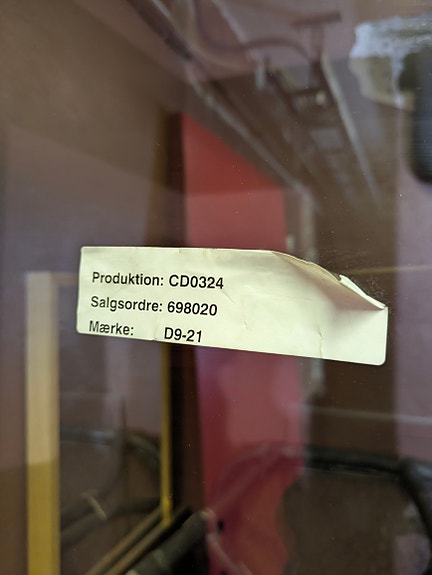 Produktion: CD0324
Salgsordre: 698020
Mærke: D9-21